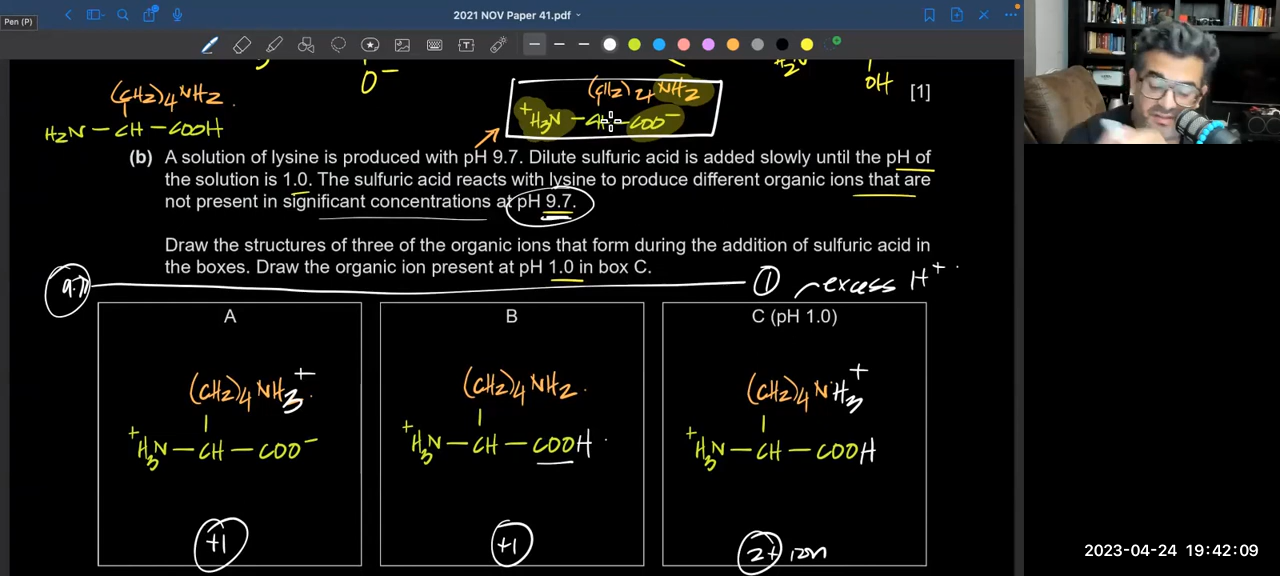 2021 NOV Paper 41.pdf
Pen (P)
O⁻
H₂N
OH
(CH₂)₄NH₂
H₂N — CH — COOH
(CH₂)₄NH₂
⁺H₃N — CH — COO⁻
[1]
(b) A solution of lysine is produced with pH 9.7. Dilute sulfuric acid is added slowly until the pH of
the solution is 1.0. The sulfuric acid reacts with lysine to produce different organic ions that are
not present in significant concentrations at pH 9.7.
Draw the structures of three of the organic ions that form during the addition of sulfuric acid in
the boxes. Draw the organic ion present at pH 1.0 in box C.
9.7
1
excess H⁺
A
(CH₂)₄NH₃⁺
⁺H₃N — CH — COO⁻
+1
B
(CH₂)₄NH₂
⁺H₃N — CH — COOH
+1
C (pH 1.0)
(CH₂)₄NH₃⁺
⁺H₃N — CH — COOH
2+ ion
2023-04-24 19:42:09